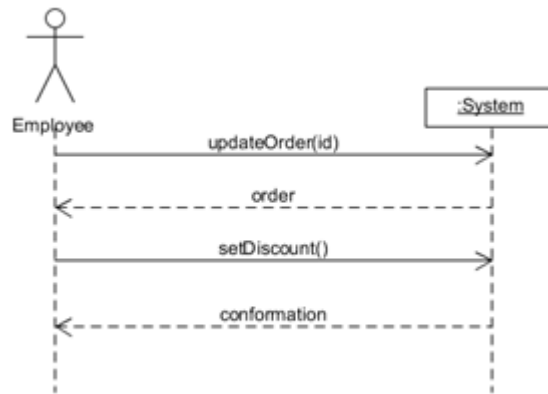 :System
Employee
updateOrder(id)
order
setDiscount()
conformation